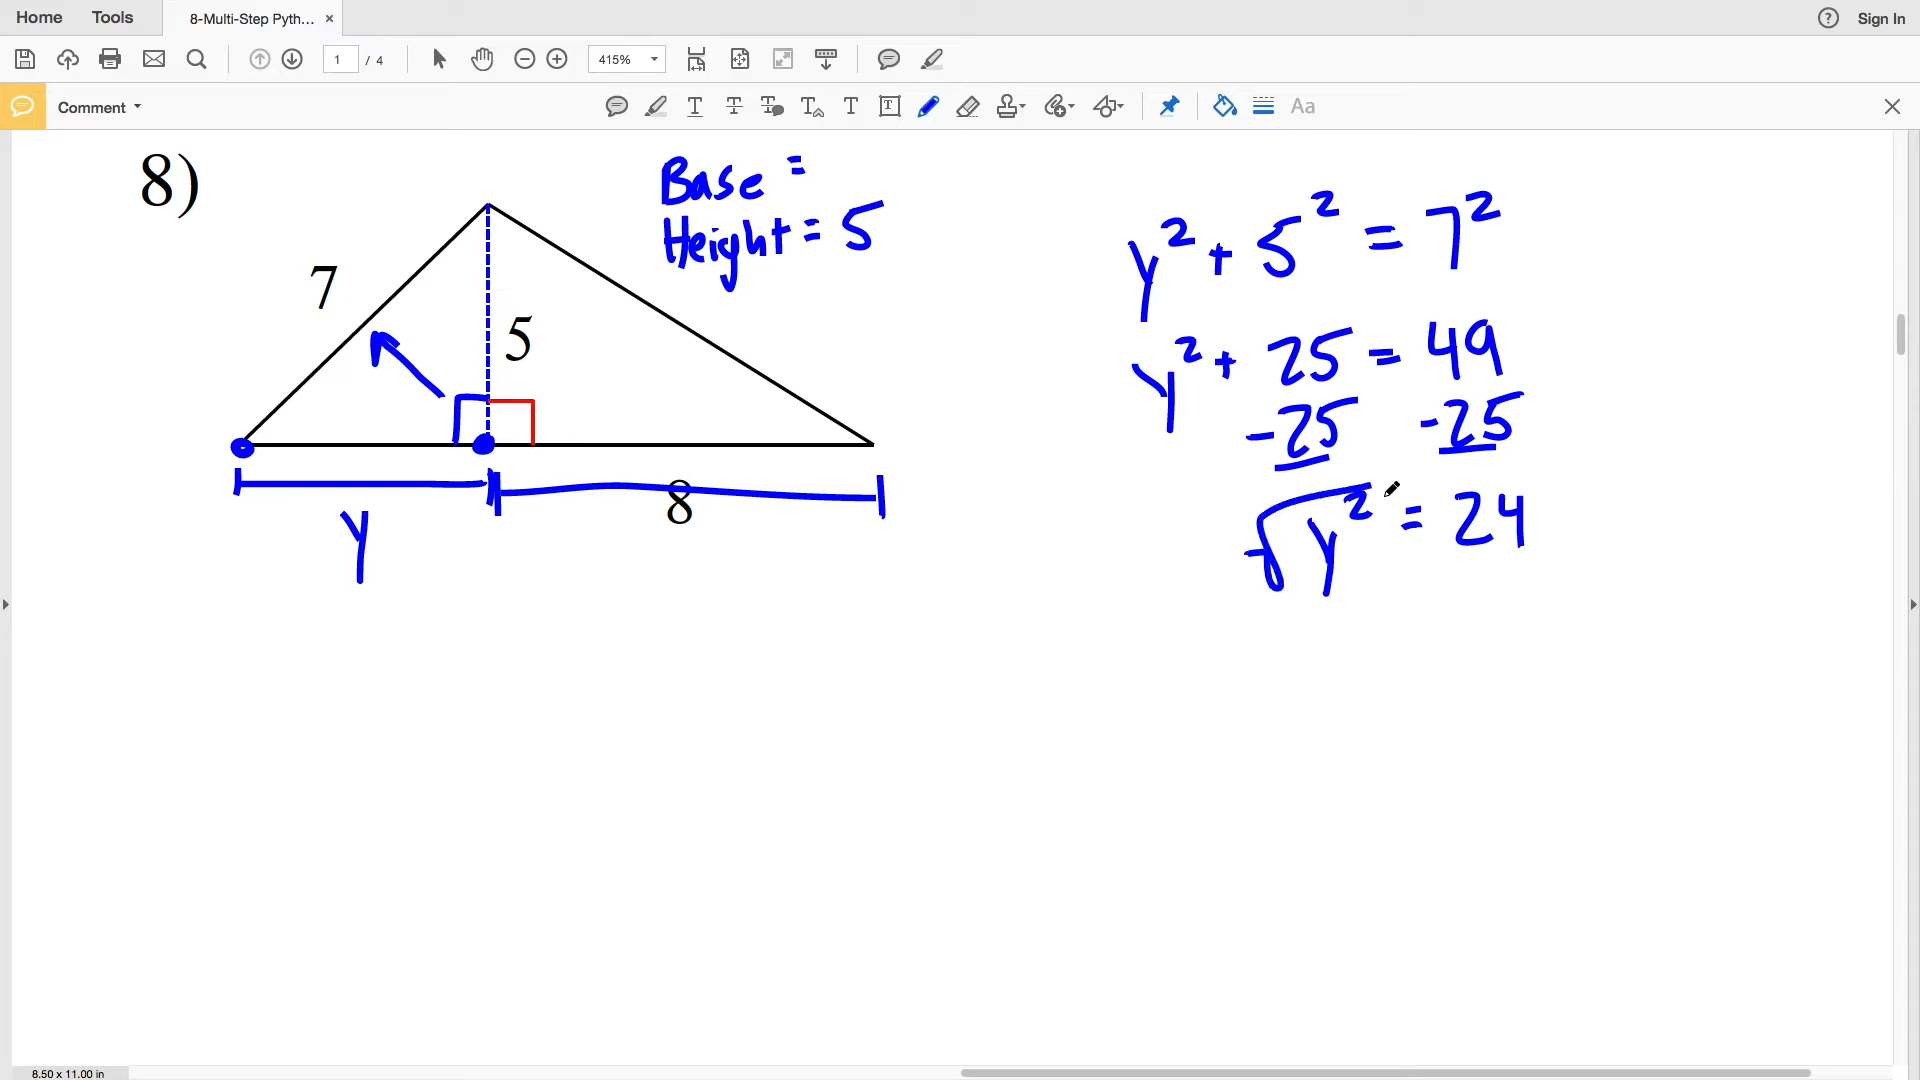 Home Tools 8-Multi-Step Pyth... × ? Sign In
1 / 4 415%
Comment T T T T T T Aa
8)
Base =
Height = 5
7
5
8
y
y² + 5² = 7²
y² + 25 = 49
-25 -25
√y² = 24
8.50 x 11.00 in